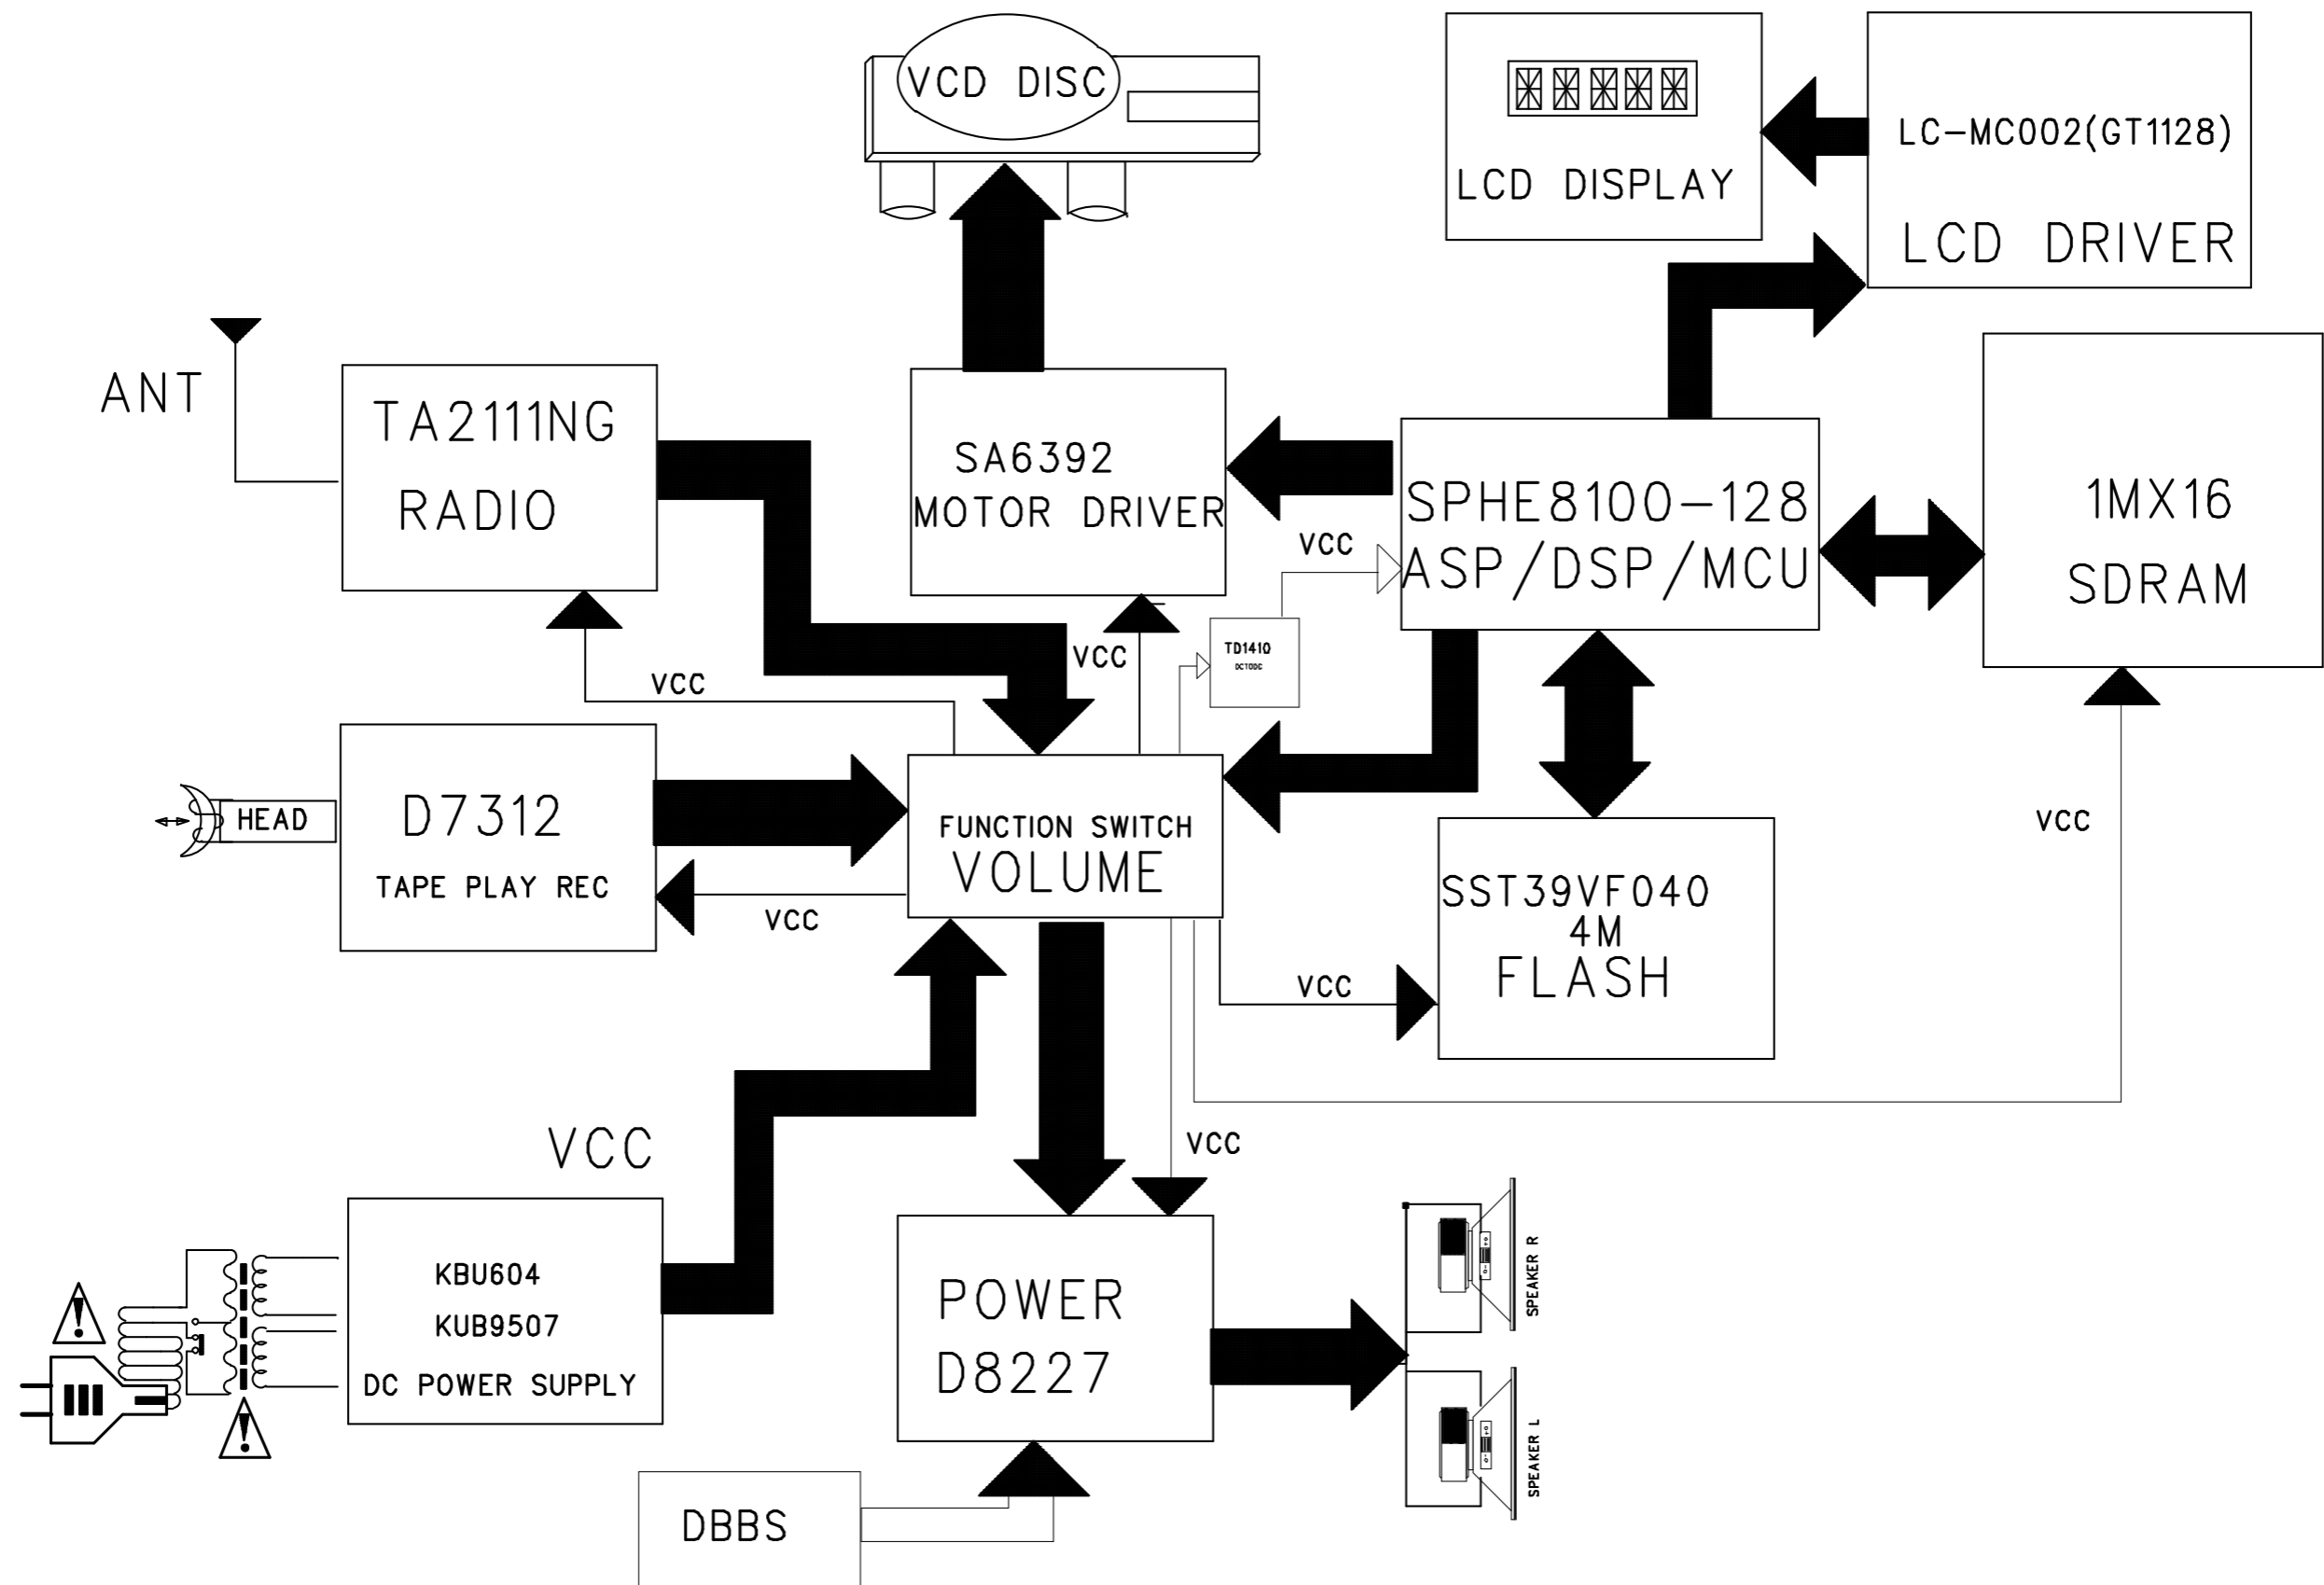 VCD DISC
LCD DISPLAY
LC-MC002(GT1128)
LCD DRIVER
ANT
TA2111NG
RADIO
SA6392
MOTOR DRIVER
SPHE8100-128
ASP/DSP/MCU
1MX16
SDRAM
VCC
VCC
VCC
TD1410
DCTODC
HEAD
D7312
TAPE PLAY REC
FUNCTION SWITCH
VOLUME
VCC
VCC
SST39VF040
4M
FLASH
VCC
VCC
VCC
KBU604
KUB9507
DC POWER SUPPLY
POWER
D8227
SPEAKER R
SPEAKER L
DBBS